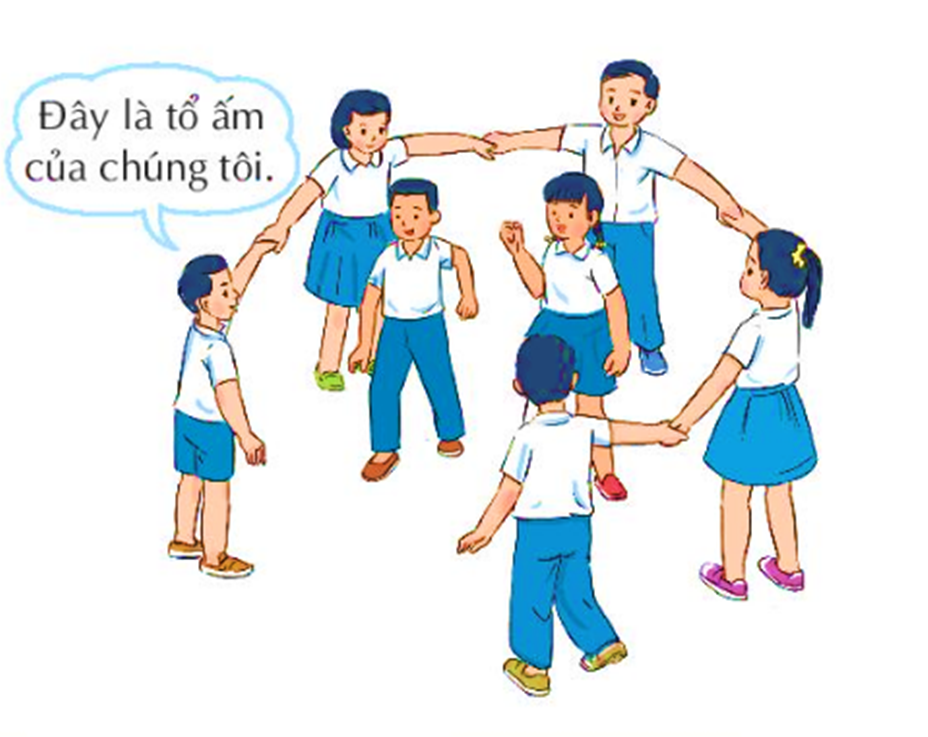 Đây là tổ ấm
của chúng tôi.